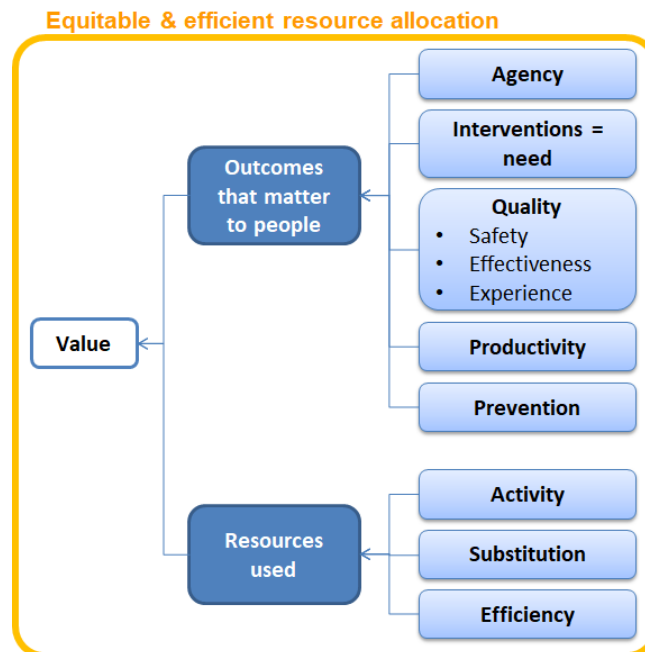 Equitable & efficient resource allocation
Agency
Interventions =
need
Outcomes
that matter
to people
Quality
• Safety
• Effectiveness
• Experience
Value
Productivity
Prevention
Resources
used
Activity
Substitution
Efficiency